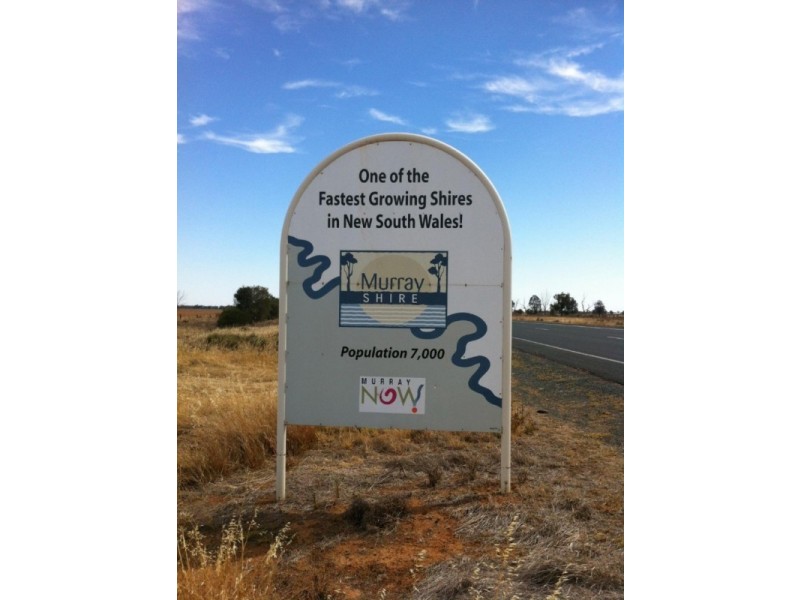 One of the
Fastest Growing Shires
in New South Wales!
Murray
SHIRE
Population 7,000
MURRAY
NOW!